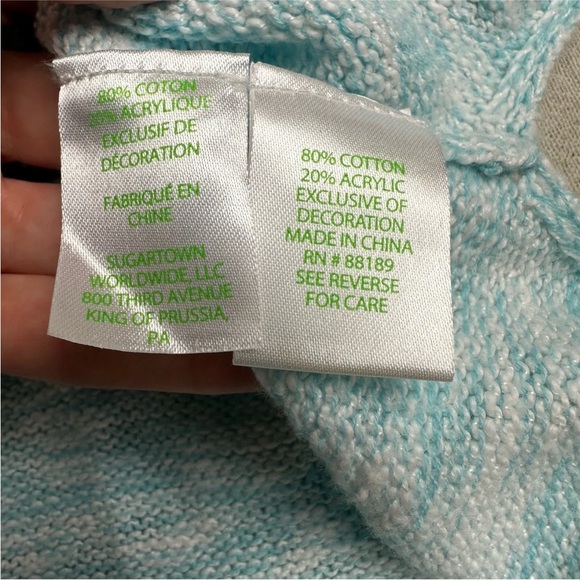 80% COTON
20% ACRYLIQUE
EXCLUSIF DE
DÉCORATION
FABRIQUÉ EN
CHINE
SUGARTOWN
WORLDWIDE, LLC
800 THIRD AVENUE
KING OF PRUSSIA,
PA
80% COTTON
20% ACRYLIC
EXCLUSIVE OF
DECORATION
MADE IN CHINA
RN # 88189
SEE REVERSE
FOR CARE